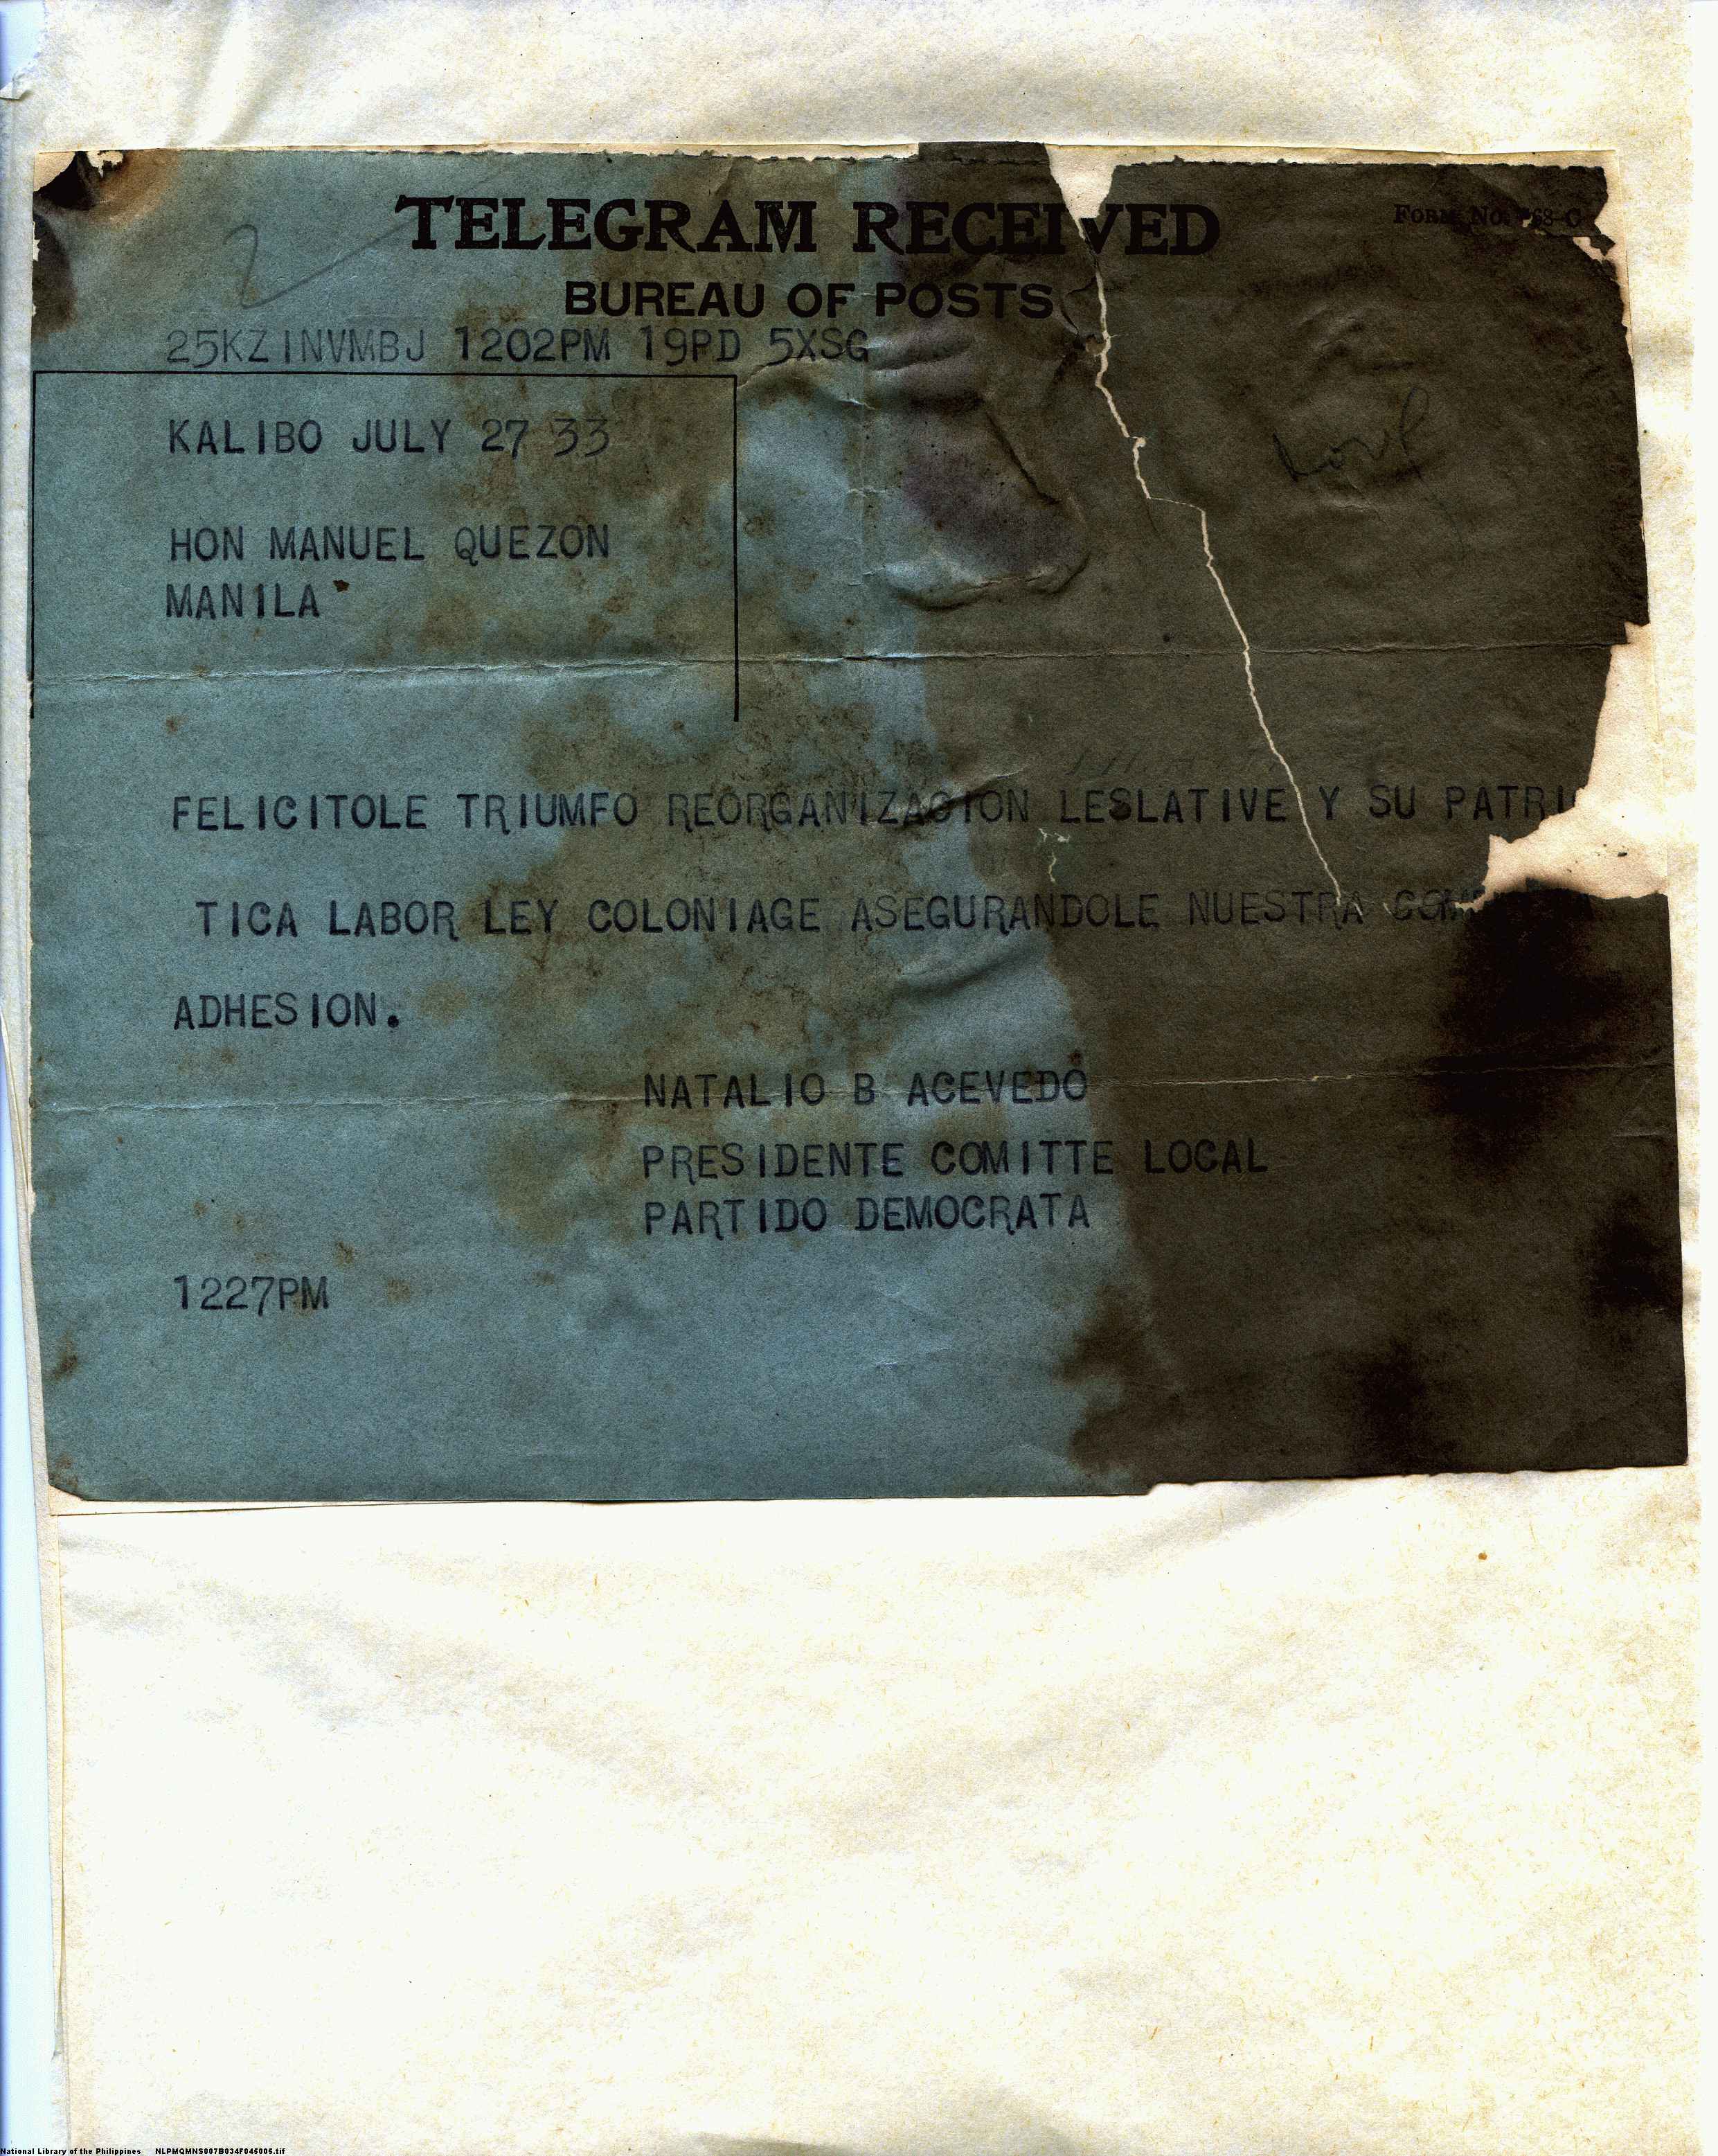 TELEGRAM RECEIVED
FORM NO.
BUREAU OF POSTS
25KZINVMBJ 1202PM 19PD 5XSG
KALIBO JULY 27 33
HON MANUEL QUEZON
MANILA
FELICITOLE TRIUMFO REORGANIZACION LESLATIVE Y SU PATRI
TICA LABOR LEY COLONIAGE ASEGURANDOLE NUESTRA
ADHESION.
NATALIO B ACEVEDO
PRESIDENTE COMITTE LOCAL
PARTIDO DEMOCRATA
1227PM
National Library of the Philippines NLPMQMNS007B034F045005.tif